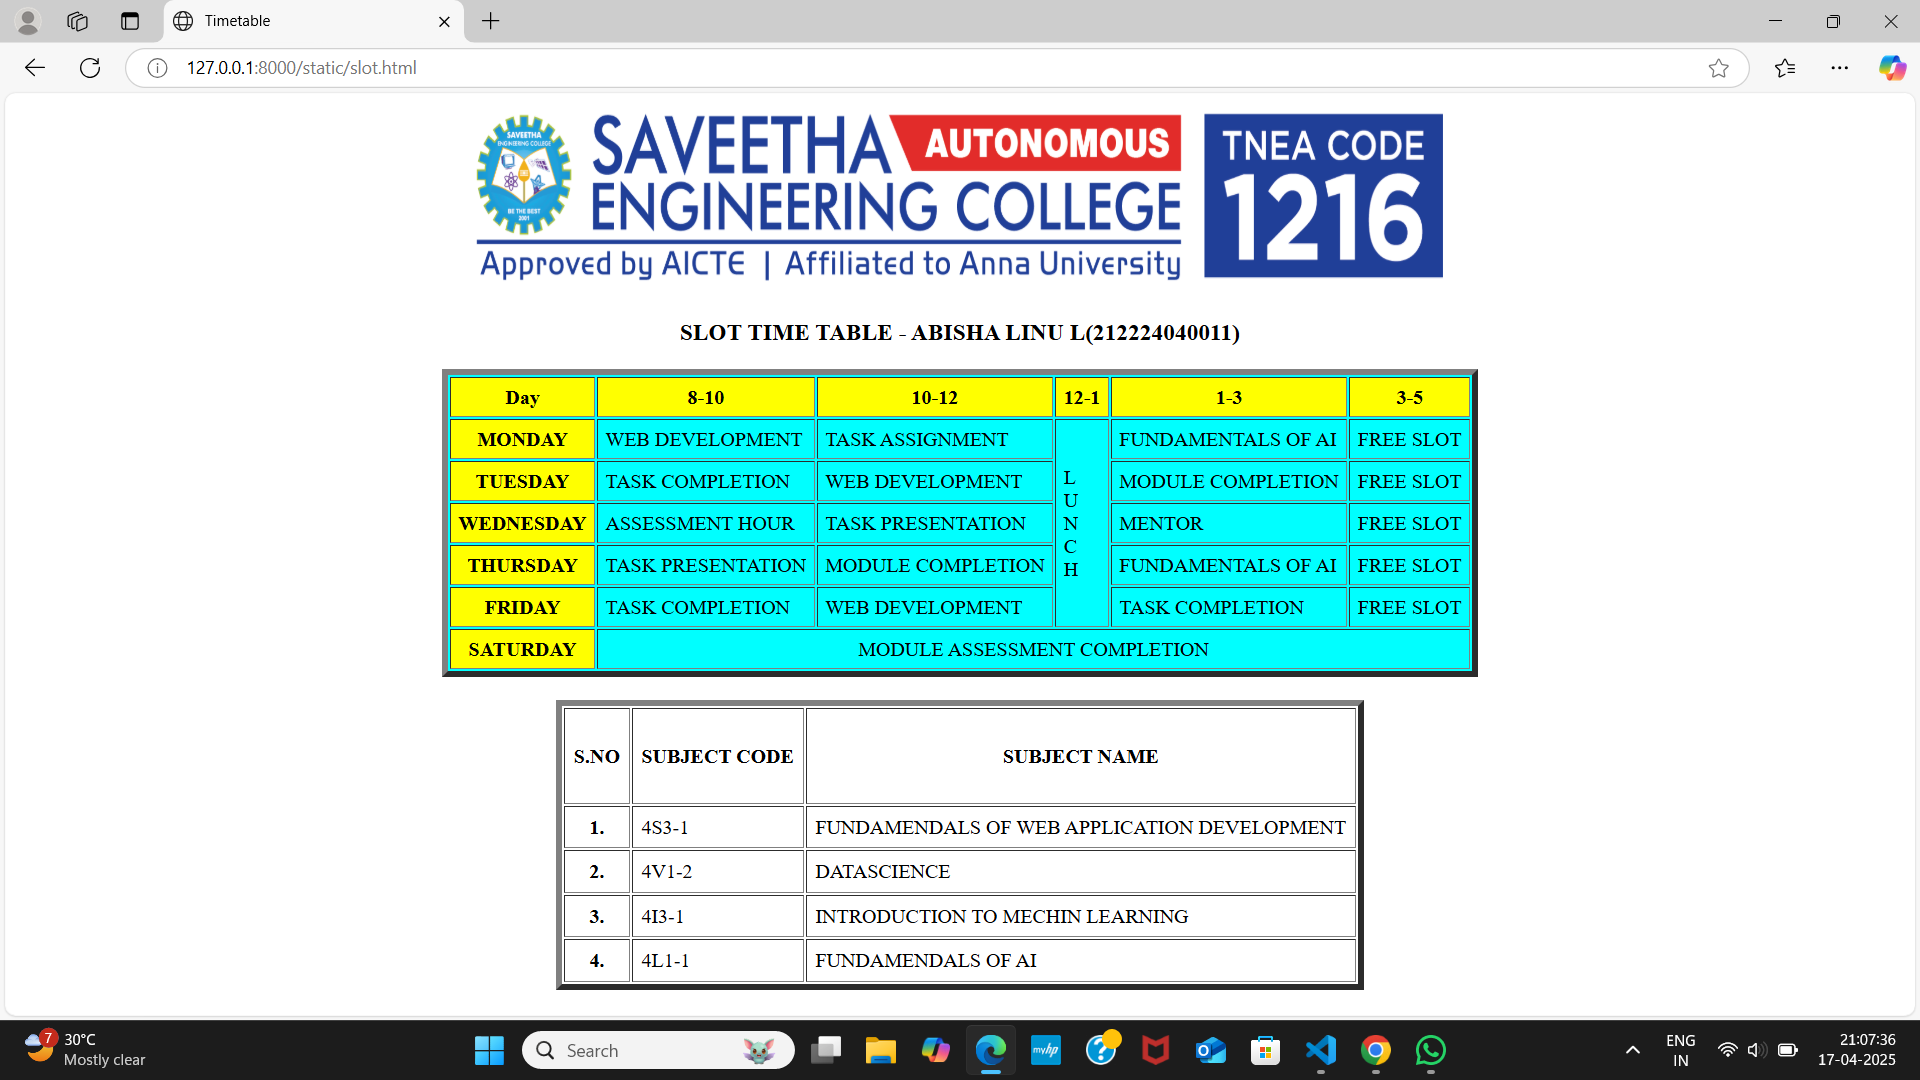 Timetable
127.0.0.1:8000/static/slot.html
SAVEETHA
ENGINEERING COLLEGE
BE THE BEST
2001
SAVEETHA AUTONOMOUS
ENGINEERING COLLEGE
Approved by AICTE | Affiliated to Anna University
TNEA CODE
1216
SLOT TIME TABLE - ABISHA LINU L(212224040011)
Day 8-10 10-12 12-1 1-3 3-5
MONDAY WEB DEVELOPMENT TASK ASSIGNMENT FUNDAMENTALS OF AI FREE SLOT
TUESDAY TASK COMPLETION WEB DEVELOPMENT MODULE COMPLETION FREE SLOT
WEDNESDAY ASSESSMENT HOUR TASK PRESENTATION MENTOR FREE SLOT
THURSDAY TASK PRESENTATION MODULE COMPLETION FUNDAMENTALS OF AI FREE SLOT
FRIDAY TASK COMPLETION WEB DEVELOPMENT TASK COMPLETION FREE SLOT
L
U
N
C
H
SATURDAY MODULE ASSESSMENT COMPLETION
S.NO SUBJECT CODE SUBJECT NAME
1. 4S3-1 FUNDAMENDALS OF WEB APPLICATION DEVELOPMENT
2. 4V1-2 DATASCIENCE
3. 4I3-1 INTRODUCTION TO MECHIN LEARNING
4. 4L1-1 FUNDAMENDALS OF AI
7
30°C
Mostly clear
Search
myhp
ENG
IN
21:07:36
17-04-2025